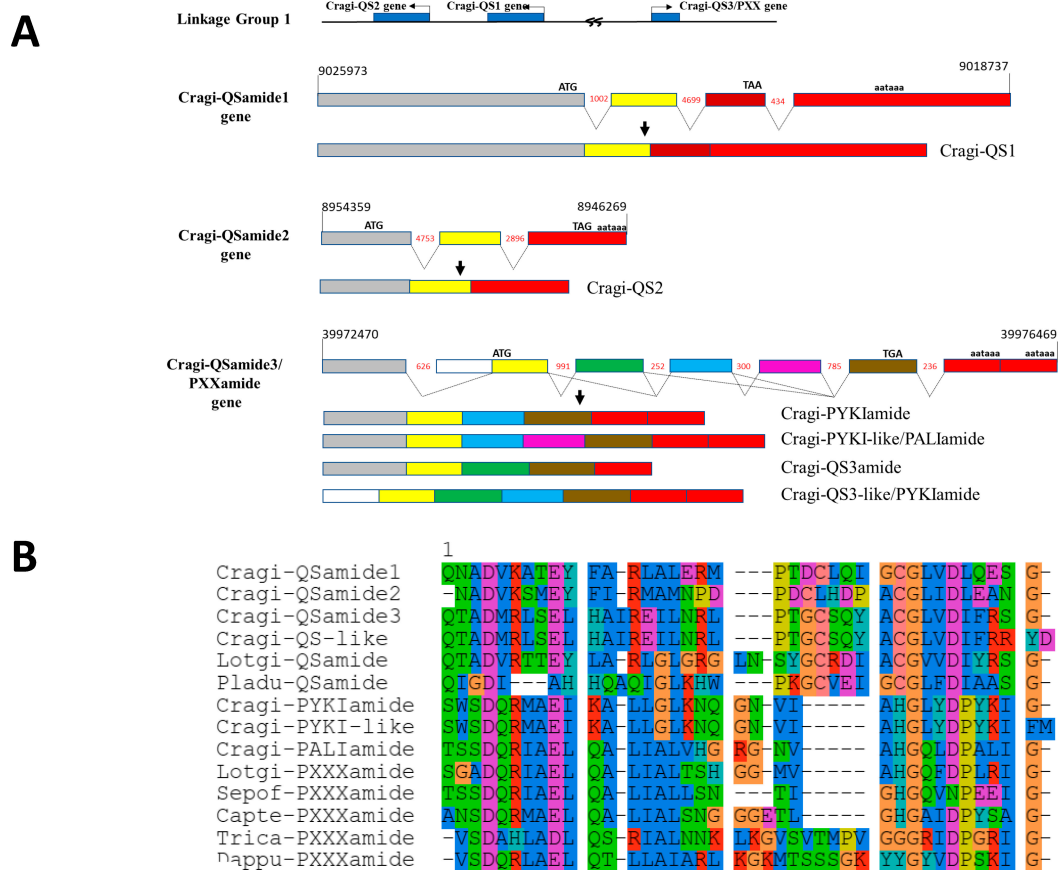 A
Linkage Group 1
Cragi-QS2 gene
Cragi-QS1 gene
Cragi-QS3/PXX gene
9025973
9018737
Cragi-QSamide1
gene
ATG
1002
4699
TAA
434
aataaa
Cragi-QS1
8954359
8946269
Cragi-QSamide2
gene
ATG
4753
2896
TAG aataaa
Cragi-QS2
39972470
39976469
Cragi-QSamide3/
PXXamide
gene
626
ATG
991
252
300
785
TGA
236
aataaa
aataaa
Cragi-PYKIamide
Cragi-PYKI-like/PALIamide
Cragi-QS3amide
Cragi-QS3-like/PYKIamide
B
1
Cragi-QSamide1 QNADVKATEY FA-RLALERM ---PTDCLQI GCGLVDLQES G-
Cragi-QSamide2 -NADVKSMEY FI-RMAMNPD ---PDCLHDP ACGLIDLEAN G-
Cragi-QSamide3 QTADMRLSEL HAIREILNRL ---PTGCSQY ACGLVDIFRS G-
Cragi-QS-like QTADMRLSEL HAIREILNRL ---PTGCSQY ACGLVDIFRR YD
Lotgi-QSamide QTADVRTTEY LA-RLGLGRG LN-SYGCRDI ACGVVDIYRS G-
Pladu-QSamide QIGDI---AH HQAQIGLKHW ---PKGCVEI GCGLFDIAAS G-
Cragi-PYKIamide SWSDQRMAEI KA-LLGLKNQ GN-VI----- AHGLYDPYKI G-
Cragi-PYKI-like SWSDQRMAEI KA-LLGLKNQ GN-VI----- AHGLYDPYKI FM
Cragi-PALIamide TSSDQRIAEL QA-LIALVHG RG-NV----- AHGQLDPALI G-
Lotgi-PXXXamide SGADQRIAEL QA-LIALTSH GG-MV----- AHGQFDPLRI G-
Sepof-PXXXamide TSSDQRIAEL QA-LIALLSN ---TI----- GHGQVNPEEI G-
Capte-PXXXamide ANSDQRMAEL QA-LIALSNG GGETL----- GHGAIDPYSA G-
Trica-PXXXamide -VSDAHLADL QS-RIALNNK LKGVSVTMPV GGGRIDPGRI G-
Dappu-PXXXamide -VSDQRLAEL QT-LLAIARL KGKMTSSSGK YYGYVDPSKI G-